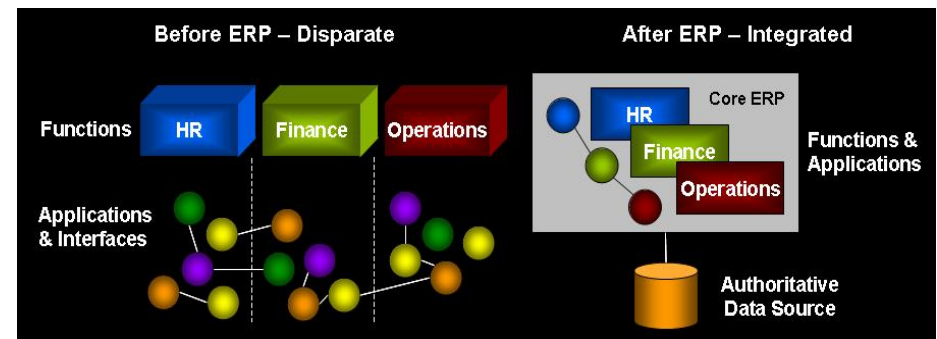 Before ERP – Disparate
Functions
HR
Finance
Operations
Applications
& Interfaces
After ERP – Integrated
Core ERP
HR
Finance
Operations
Functions &
Applications
Authoritative
Data Source